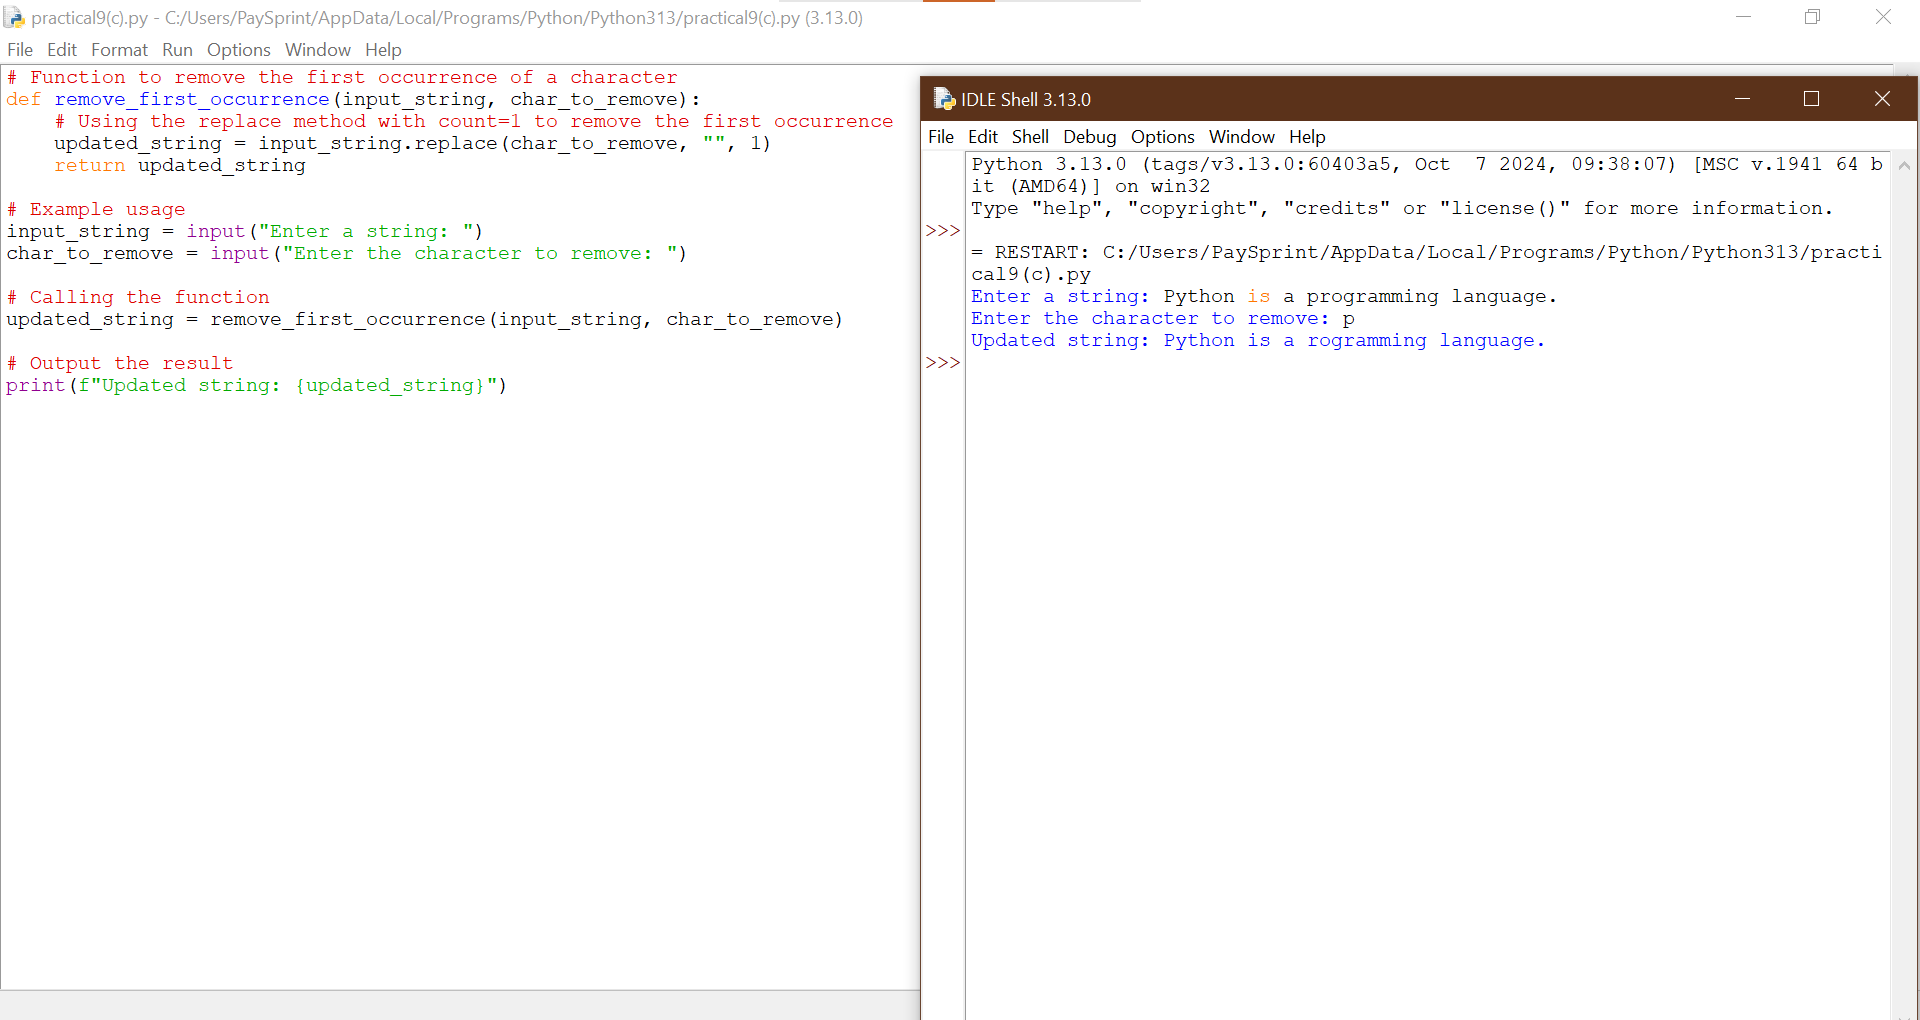 practical9(c).py - C:/Users/PaySprint/AppData/Local/Programs/Python/Python313/practical9(c).py (3.13.0)
File Edit Format Run Options Window Help
# Function to remove the first occurrence of a character
def remove_first_occurrence(input_string, char_to_remove):
    # Using the replace method with count=1 to remove the first occurrence
    updated_string = input_string.replace(char_to_remove, "", 1)
    return updated_string
# Example usage
input_string = input("Enter a string: ")
char_to_remove = input("Enter the character to remove: ")
# Calling the function
updated_string = remove_first_occurrence(input_string, char_to_remove)
# Output the result
print(f"Updated string: {updated_string}")
IDLE Shell 3.13.0
File Edit Shell Debug Options Window Help
Python 3.13.0 (tags/v3.13.0:60403a5, Oct  7 2024, 09:38:07) [MSC v.1941 64 b
it (AMD64)] on win32
Type "help", "copyright", "credits" or "license()" for more information.
>>>
= RESTART: C:/Users/PaySprint/AppData/Local/Programs/Python/Python313/practi
cal9(c).py
Enter a string: Python is a programming language.
Enter the character to remove: p
Updated string: Python is a rogramming language.
>>>